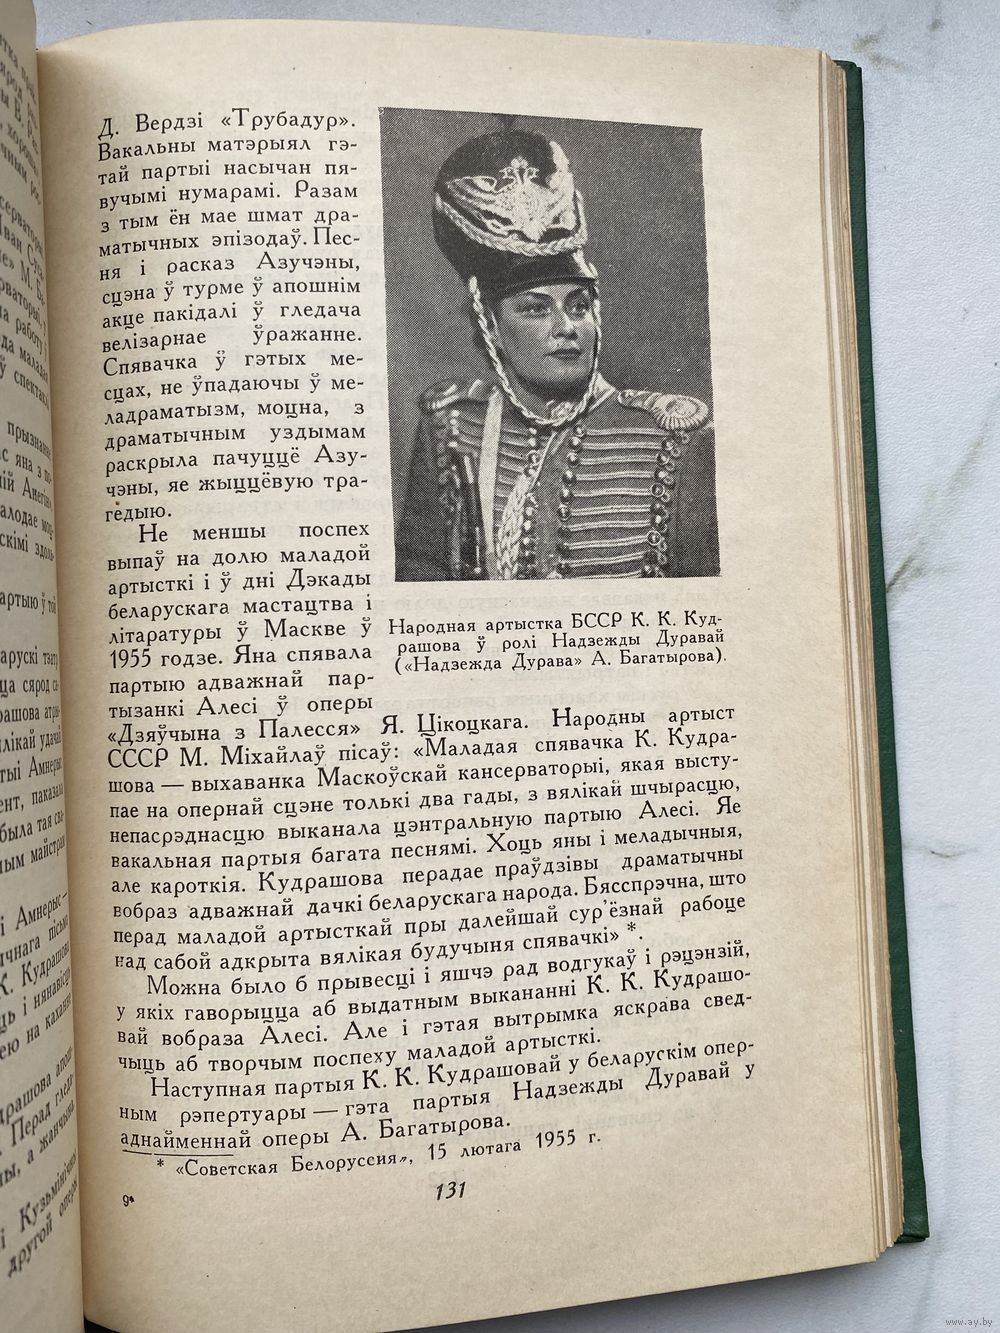 Д. Вердзі «Трубадур».
Вакальны матэрыял гэ-
тай партыі насычан пя-
вучымі нумарамі. Разам
з тым ён мае шмат дра-
матычных эпізодаў. Пес-
ня і расказ Азучэны,
сцэна ў турме ў апошнім
акце пакідалі ў гледача
велізарнае ўражанне.
Спявачка ў гэтых мес-
сцах, не ўпадаючы ў ме-
ладраматызм, моцна, з
драматычным уздымам
раскрыла пачуццё Азу-
чэны, яе жыццёвую тра-
гедыю.
Не меншы поспех
выпаў на долю маладой
артысткі і ў дні Дэкады
беларускага мастацтва і
літаратуры ў Маскве ў
1955 годзе. Яна спявала
партыю адважнай пар-
тызанкі Алесі ў оперы
«Дзяўчына з Палесся» Я. Цікоцкага. Народны артыст
СССР М. Міхайлаў пісаў: «Маладая спявачка К. Кудра-
шова — выхаванка Маскоўскай кансерваторыі, якая высту-
пае на опернай сцэне толькі два гады, з вялікай шчырасцю,
непасрэднасцю выканала цэнтральную партыю Алесі. Яе
вакальная партыя багата песнямі. Хоць яны і меладычныя,
але кароткія. Кудрашова перадае праўдзівы драматычны
вобраз адважнай дачкі беларускага народа. Бясспрэчна, што
перад маладой артысткай пры далейшай сур’ёзнай рабоце
над сабой адкрыта вялікая будучыня спявачкі» *.
Можна было б прывесці і яшчэ рад водгукаў і рэцэнзій,
у якіх гаворыцца аб выдатным выкананні К. К. Кудрашо-
вай вобраза Алесі. Але і гэтая вытрымка яскрава свед-
чыць аб творчым поспеху маладой артысткі.
Наступная партыя К. К. Кудрашовай у беларускім опер-
ным рэпертуары — гэта партыя Надзежды Дуравай у
аднайменнай оперы А. Багатырова.
* «Советская Белоруссия», 15 лютага 1955 г.
9*
131
Народная артыстка БССР К. К. Куд-
рашова ў ролі Надзежды Дуравай
(«Надзежда Дурава» А. Багатырова).
www.ay.by